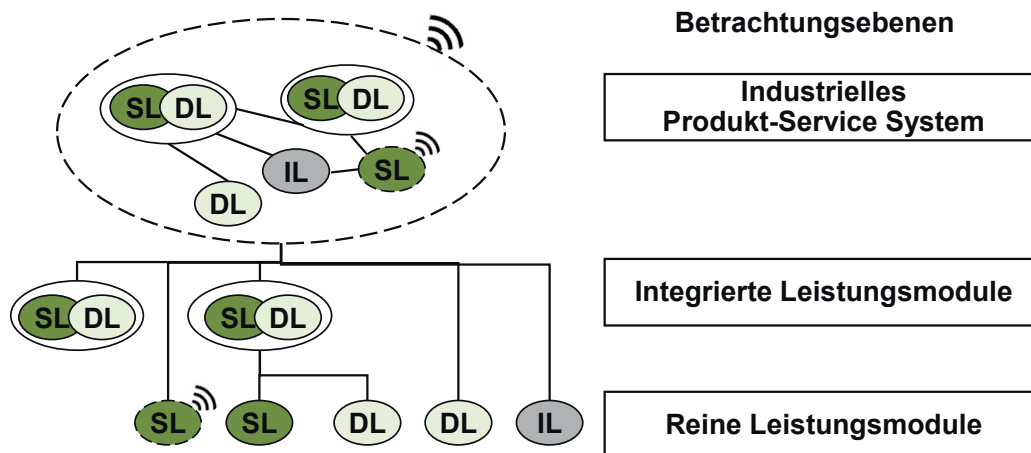 Betrachtungsebenen
SL DL
SL DL
Industrielles
Produkt-Service System
IL
SL
DL
SL DL
SL DL
Integrierte Leistungsmodule
SL
SL
DL
DL
IL
Reine Leistungsmodule